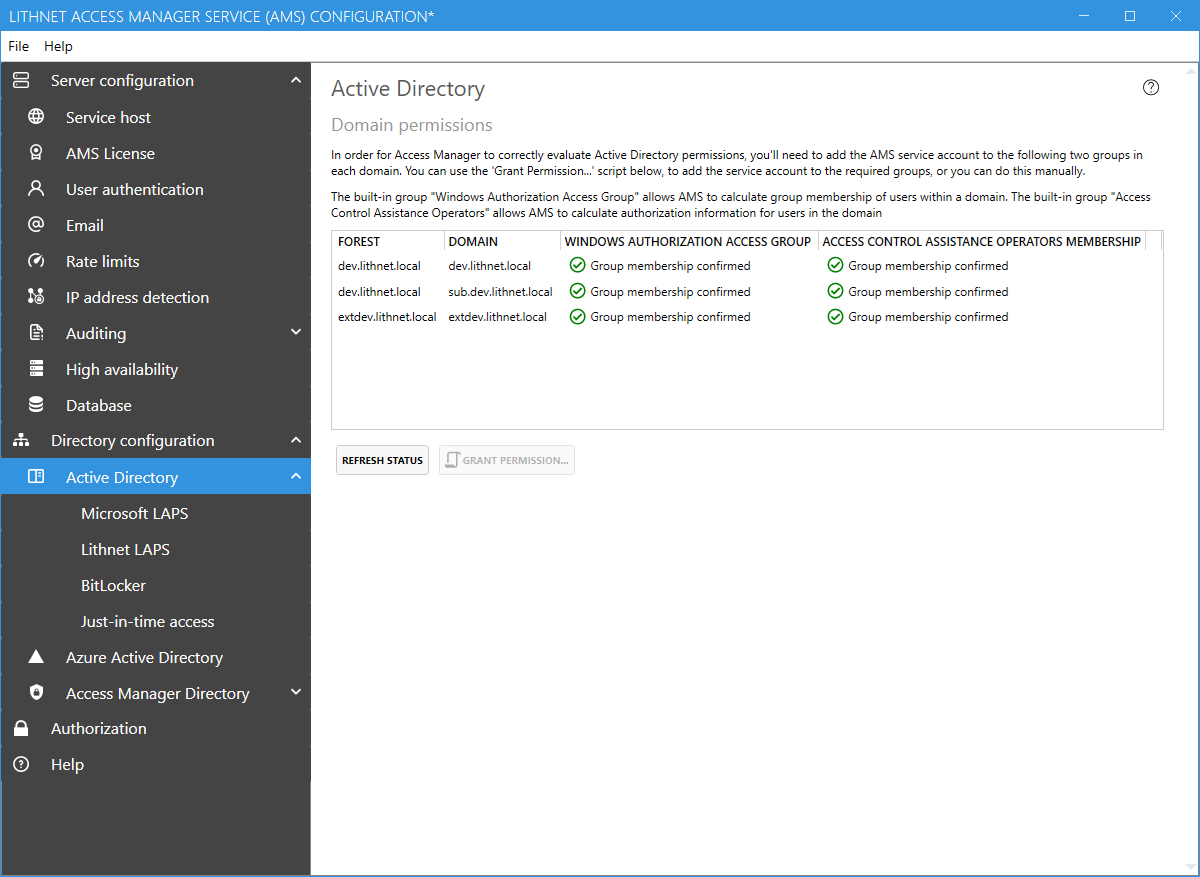 LITHNET ACCESS MANAGER SERVICE (AMS) CONFIGURATION*
File Help
Server configuration
Service host
AMS License
User authentication
Email
Rate limits
IP address detection
Auditing
High availability
Database
Directory configuration
Active Directory
Microsoft LAPS
Lithnet LAPS
BitLocker
Just-in-time access
Azure Active Directory
Access Manager Directory
Authorization
Help
Active Directory
Domain permissions
In order for Access Manager to correctly evaluate Active Directory permissions, you'll need to add the AMS service account to the following two groups in
each domain. You can use the 'Grant Permission...' script below, to add the service account to the required groups, or you can do this manually.
The built-in group "Windows Authorization Access Group" allows AMS to calculate group membership of users within a domain. The built-in group "Access
Control Assistance Operators" allows AMS to calculate authorization information for users in the domain
FOREST DOMAIN WINDOWS AUTHORIZATION ACCESS GROUP ACCESS CONTROL ASSISTANCE OPERATORS MEMBERSHIP
dev.lithnet.local dev.lithnet.local Group membership confirmed Group membership confirmed
dev.lithnet.local sub.dev.lithnet.local Group membership confirmed Group membership confirmed
extdev.lithnet.local extdev.lithnet.local Group membership confirmed Group membership confirmed
REFRESH STATUS GRANT PERMISSION...